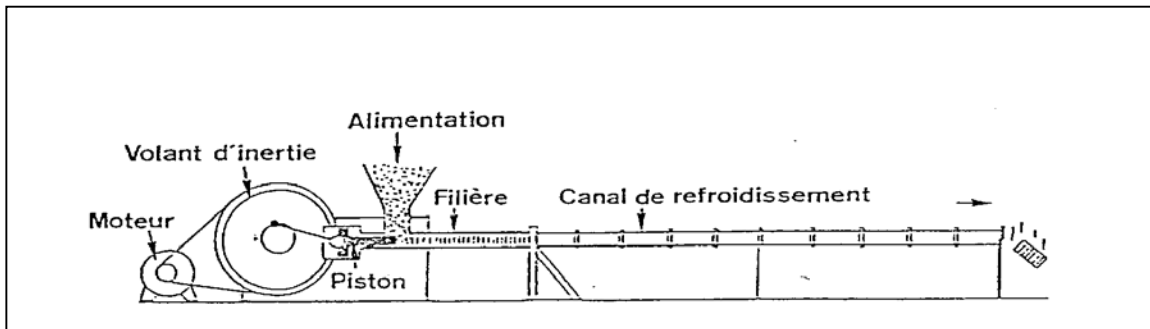 Alimentation
Volant d'inertie
Filière
Canal de refroidissement
Moteur
Piston